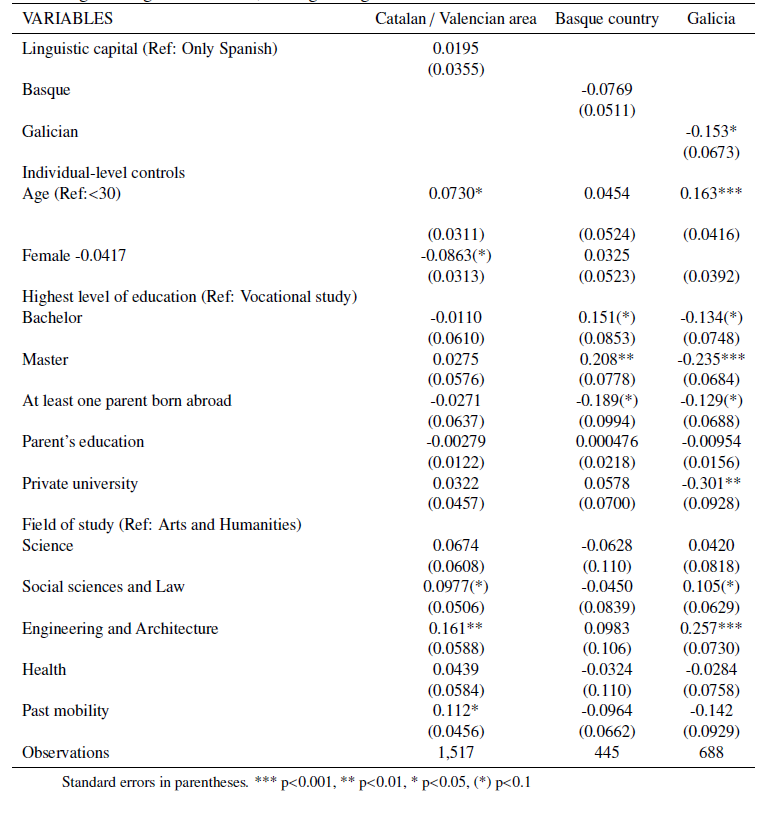 VARIABLES Catalan / Valencian area Basque country Galicia
Linguistic capital (Ref: Only Spanish) 0.0195
(0.0355)
Basque -0.0769
(0.0511)
Galician -0.153*
(0.0673)
Individual-level controls
Age (Ref:<30) 0.0730* 0.0454 0.163***
(0.0311) (0.0524) (0.0416)
Female -0.0417 -0.0863(*) 0.0325
(0.0313) (0.0523) (0.0392)
Highest level of education (Ref: Vocational study)
Bachelor -0.0110 0.151(*) -0.134(*)
(0.0610) (0.0853) (0.0748)
Master 0.0275 0.208** -0.235***
(0.0576) (0.0778) (0.0684)
At least one parent born abroad -0.0271 -0.189(*) -0.129(*)
(0.0637) (0.0994) (0.0688)
Parent's education -0.00279 0.000476 -0.00954
(0.0122) (0.0218) (0.0156)
Private university 0.0322 0.0578 -0.301**
(0.0457) (0.0700) (0.0928)
Field of study (Ref: Arts and Humanities)
Science 0.0674 -0.0628 0.0420
(0.0608) (0.110) (0.0818)
Social sciences and Law 0.0977(*) -0.0450 0.105(*)
(0.0506) (0.0839) (0.0629)
Engineering and Architecture 0.161** 0.0983 0.257***
(0.0588) (0.106) (0.0730)
Health 0.0439 -0.0324 -0.0284
(0.0584) (0.110) (0.0758)
Past mobility 0.112* -0.0964 -0.142
(0.0456) (0.0662) (0.0929)
Observations 1,517 445 688
Standard errors in parentheses. *** p<0.001, ** p<0.01, * p<0.05, (*) p<0.1